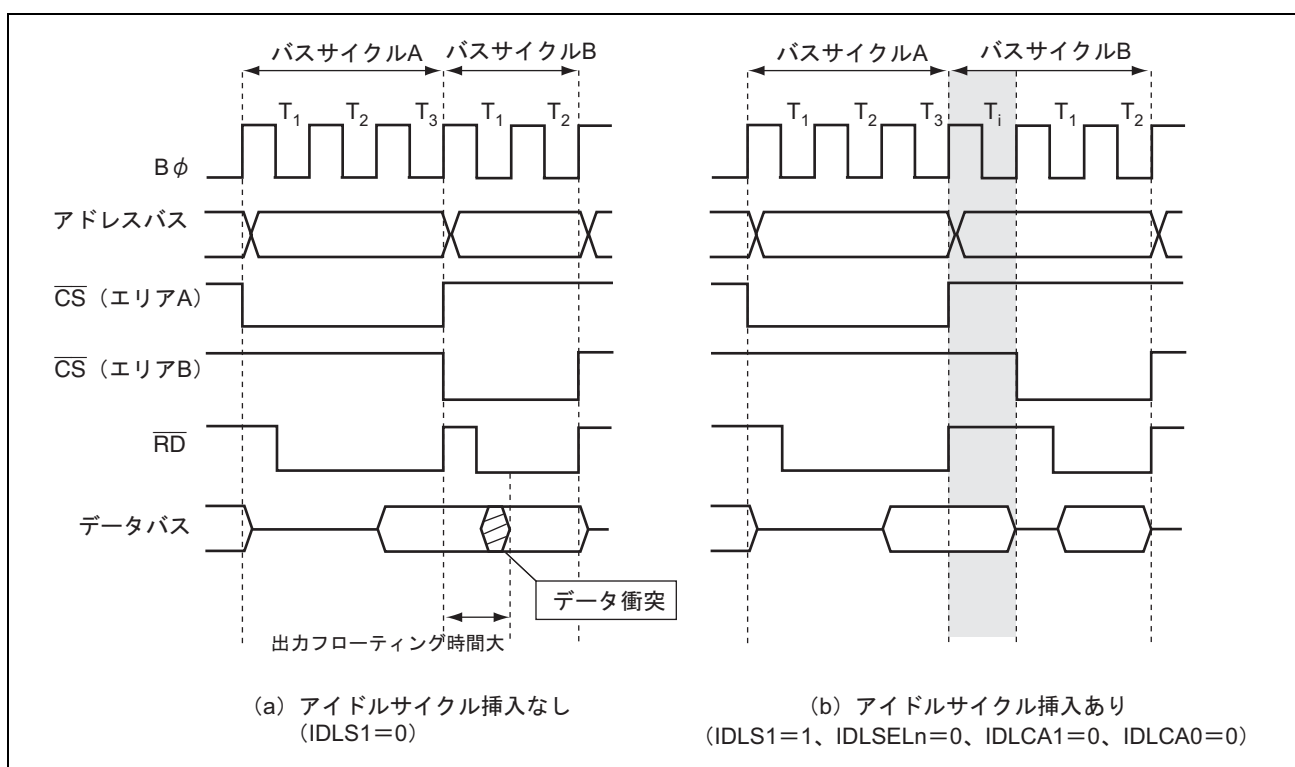 バスサイクルA バスサイクルB
T1 T2 T3 T1 T2
Bφ
アドレスバス
CS（エリアA）
CS（エリアB）
RD
データバス
データ衝突
出力フローティング時間大
(a) アイドルサイクル挿入なし
(IDLS1=0)
バスサイクルA バスサイクルB
T1 T2 T3 Ti T1 T2
(b) アイドルサイクル挿入あり
(IDLS1=1、IDLSELn=0、IDLCA1=0、IDLCA0=0)